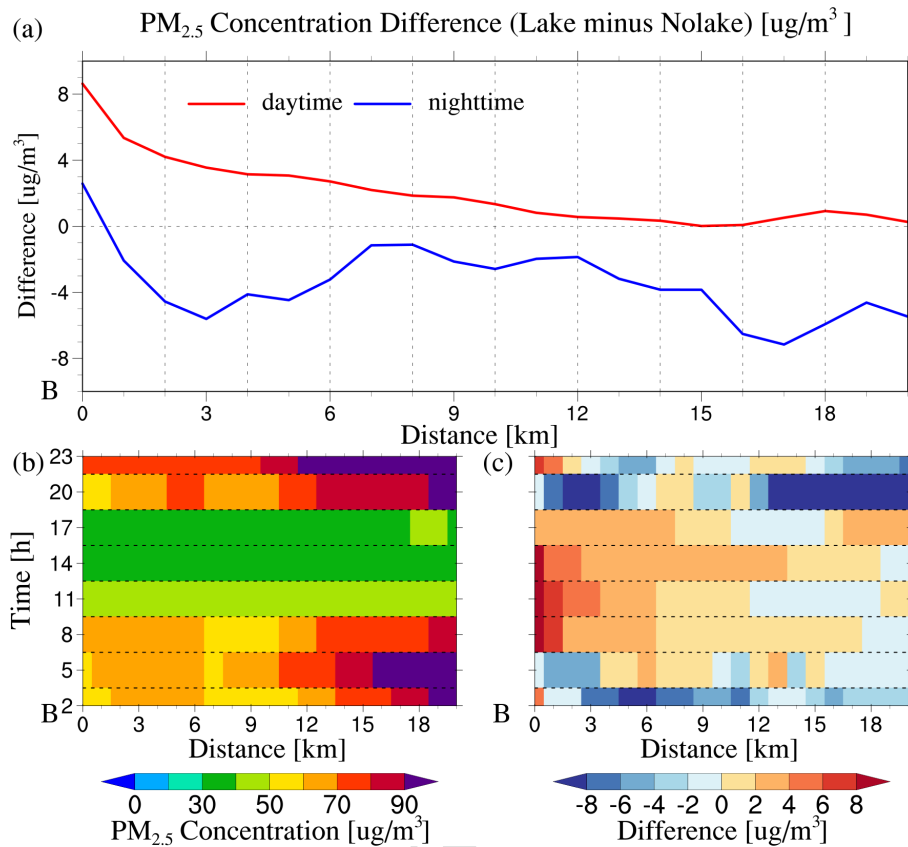 (a) PM2.5 Concentration Difference (Lake minus Nolake) [ug/m3 ]
Difference [ug/m3]
8
4
0
-4
-8
daytime
nighttime
B
0 3 6 9 12 15 18
Distance [km]
(b)
Time [h]
23
20
17
14
11
8
5
2
B
0 3 6 9 12 15 18
Distance [km]
0 30 50 70 90
PM2.5 Concentration [ug/m3]
(c)
B
0 3 6 9 12 15 18
Distance [km]
-8 -6 -4 -2 0 2 4 6 8
Difference [ug/m3]